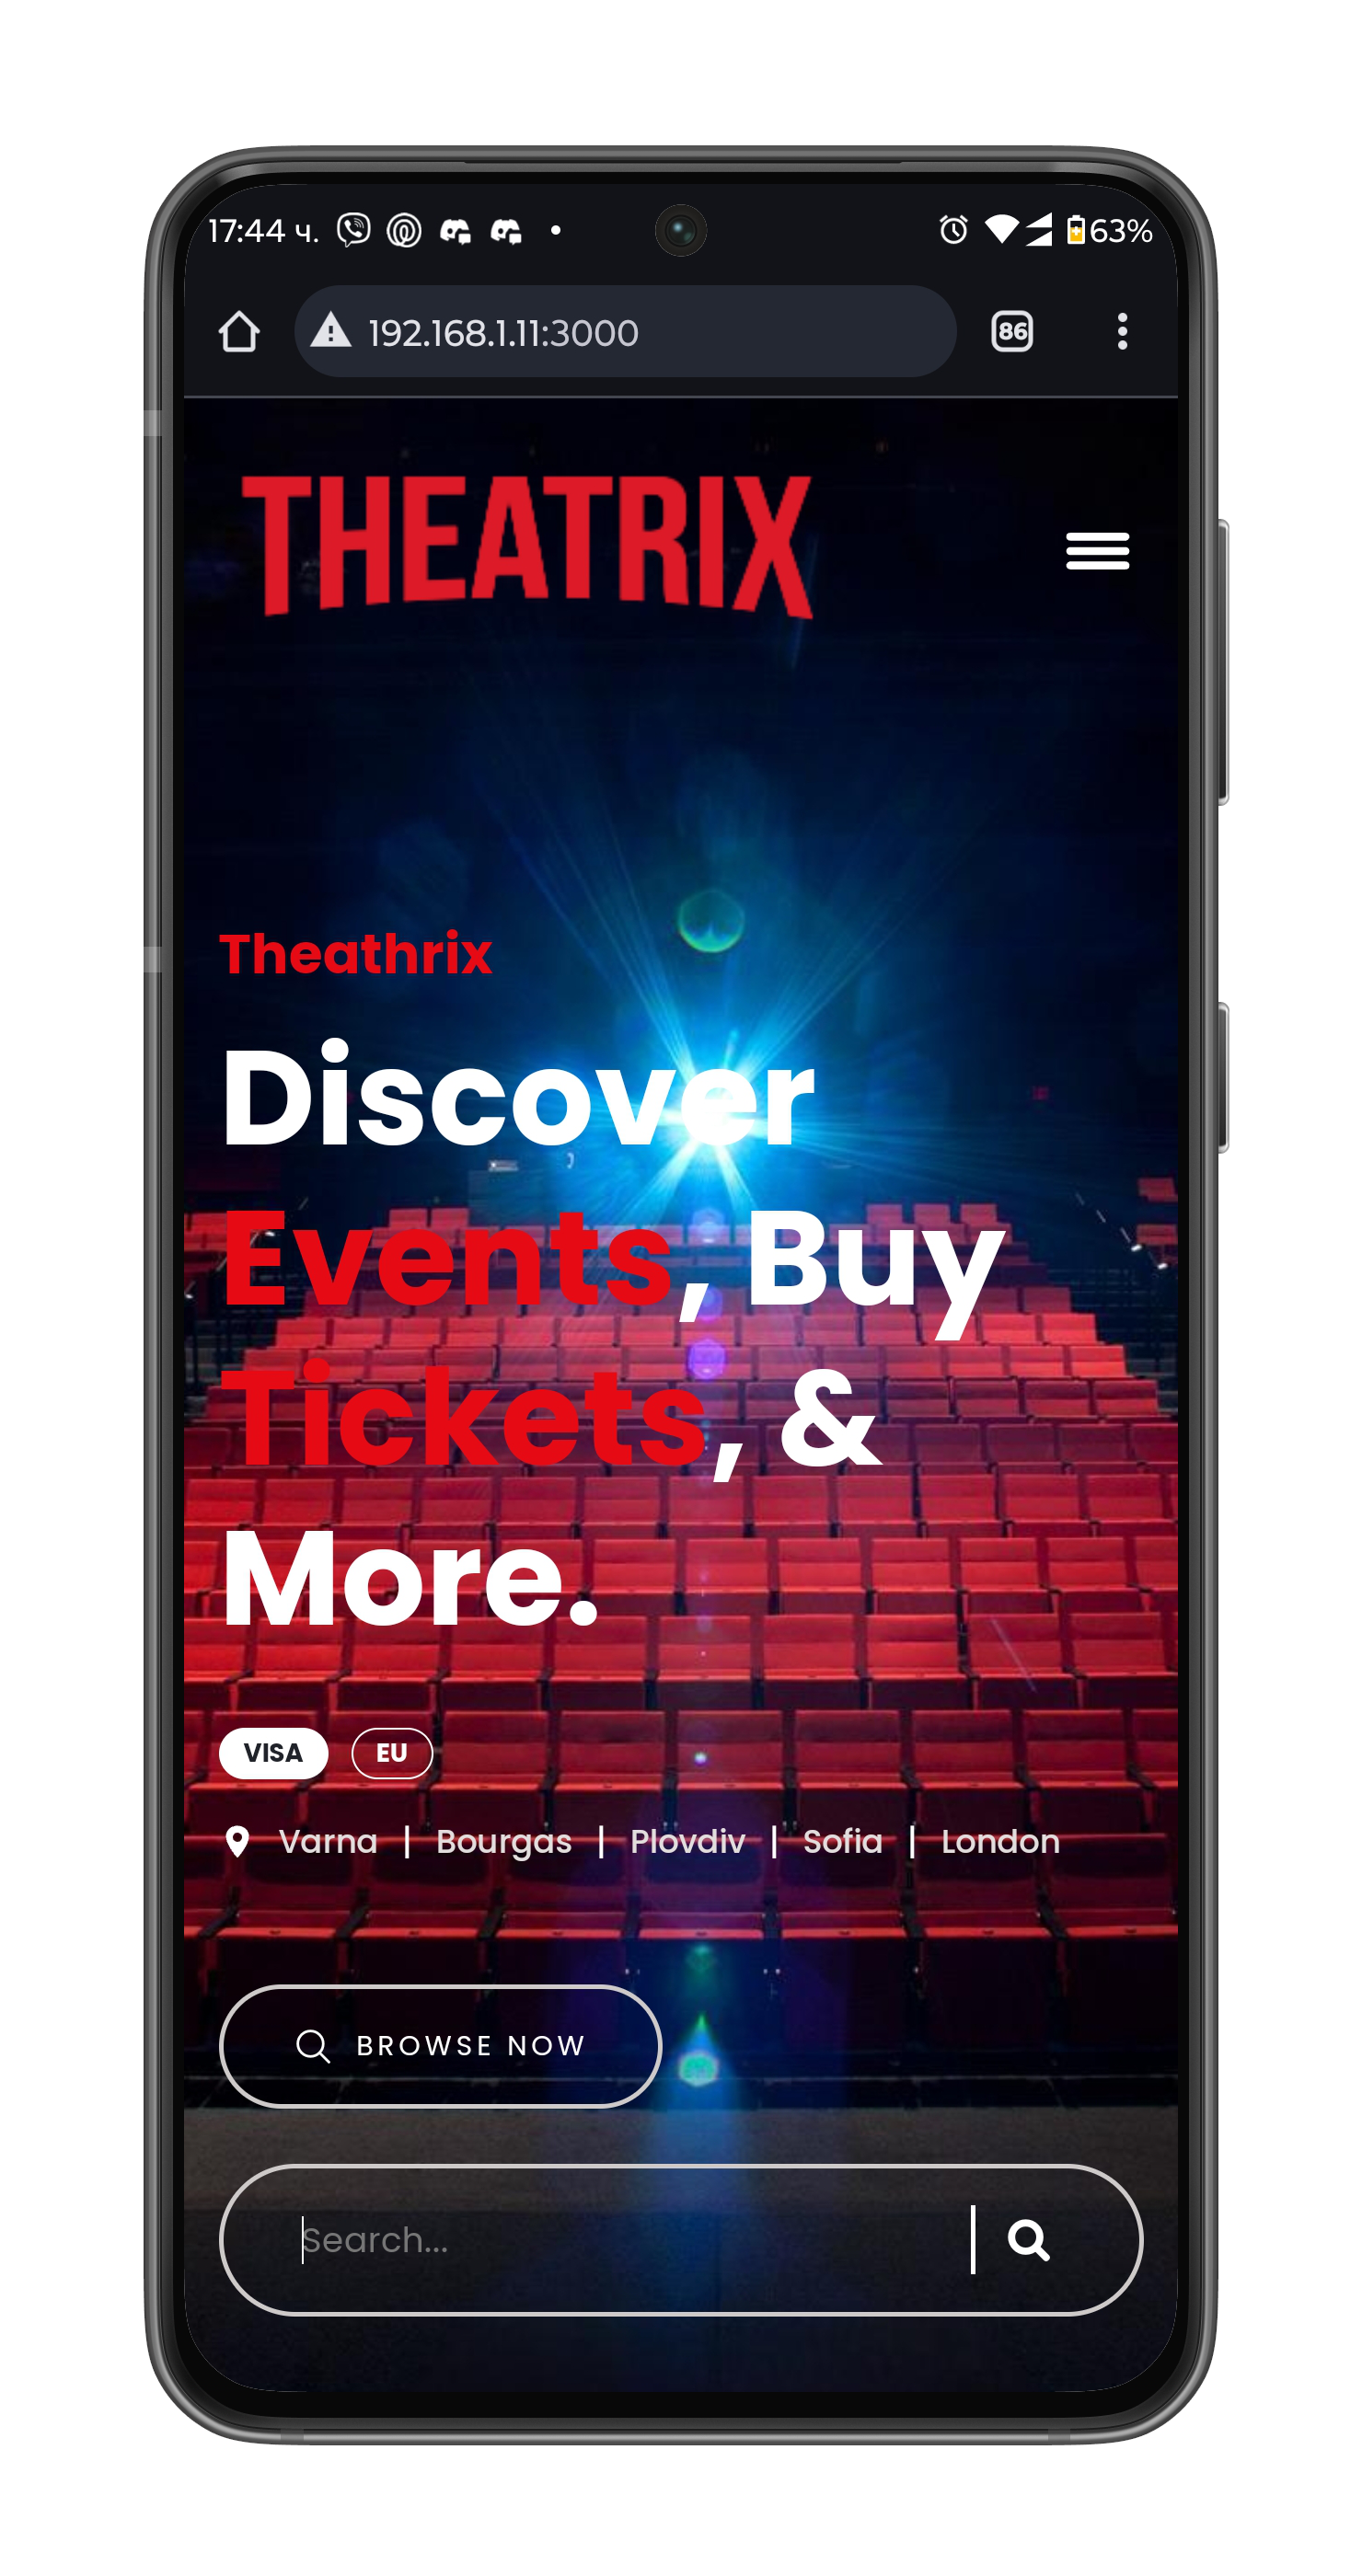 17:44 ч. 63%
192.168.1.11:3000 86
THEATRIX
Theathrix
Discover
Events, Buy
Tickets, &
More.
VISA EU
Varna | Bourgas | Plovdiv | Sofia | London
BROWSE NOW
Search...